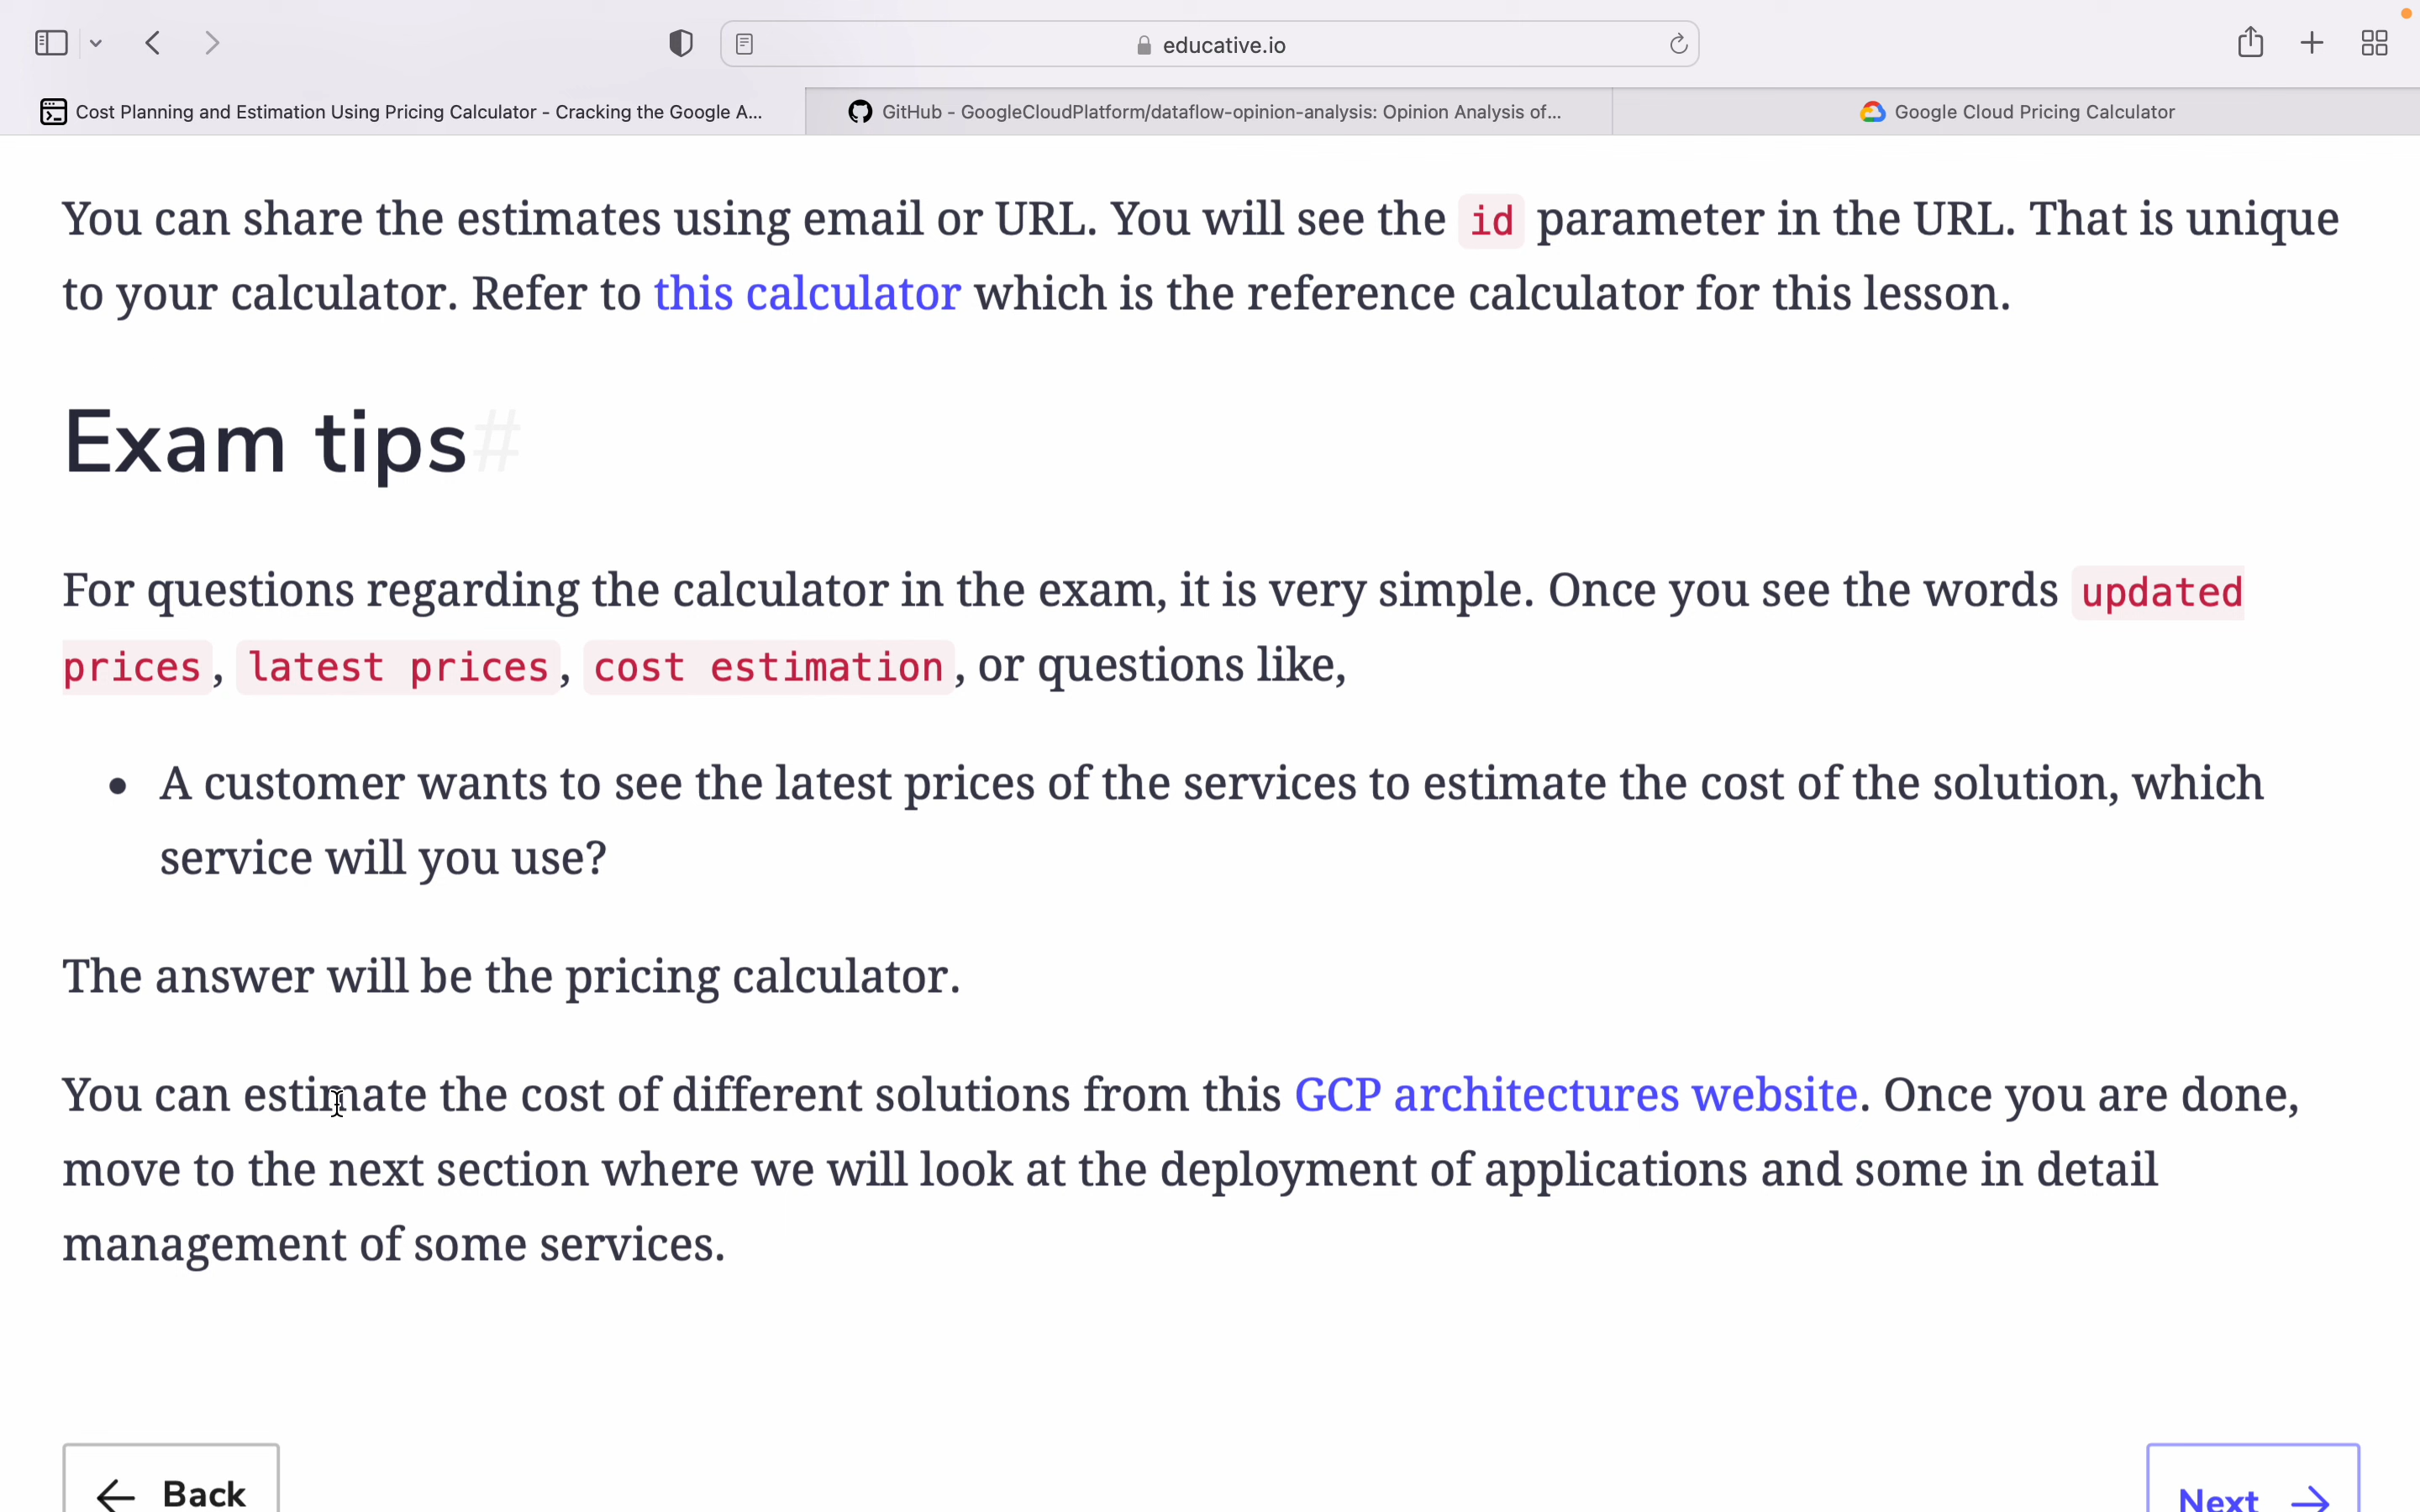 educative.io
Cost Planning and Estimation Using Pricing Calculator - Cracking the Google A...
GitHub - GoogleCloudPlatform/dataflow-opinion-analysis: Opinion Analysis of...
Google Cloud Pricing Calculator
You can share the estimates using email or URL. You will see the id parameter in the URL. That is unique
to your calculator. Refer to this calculator which is the reference calculator for this lesson.
Exam tips#
For questions regarding the calculator in the exam, it is very simple. Once you see the words updated
prices, latest prices, cost estimation, or questions like,
• A customer wants to see the latest prices of the services to estimate the cost of the solution, which
service will you use?
The answer will be the pricing calculator.
You can estimate the cost of different solutions from this GCP architectures website. Once you are done,
move to the next section where we will look at the deployment of applications and some in detail
management of some services.
← Back
Next →